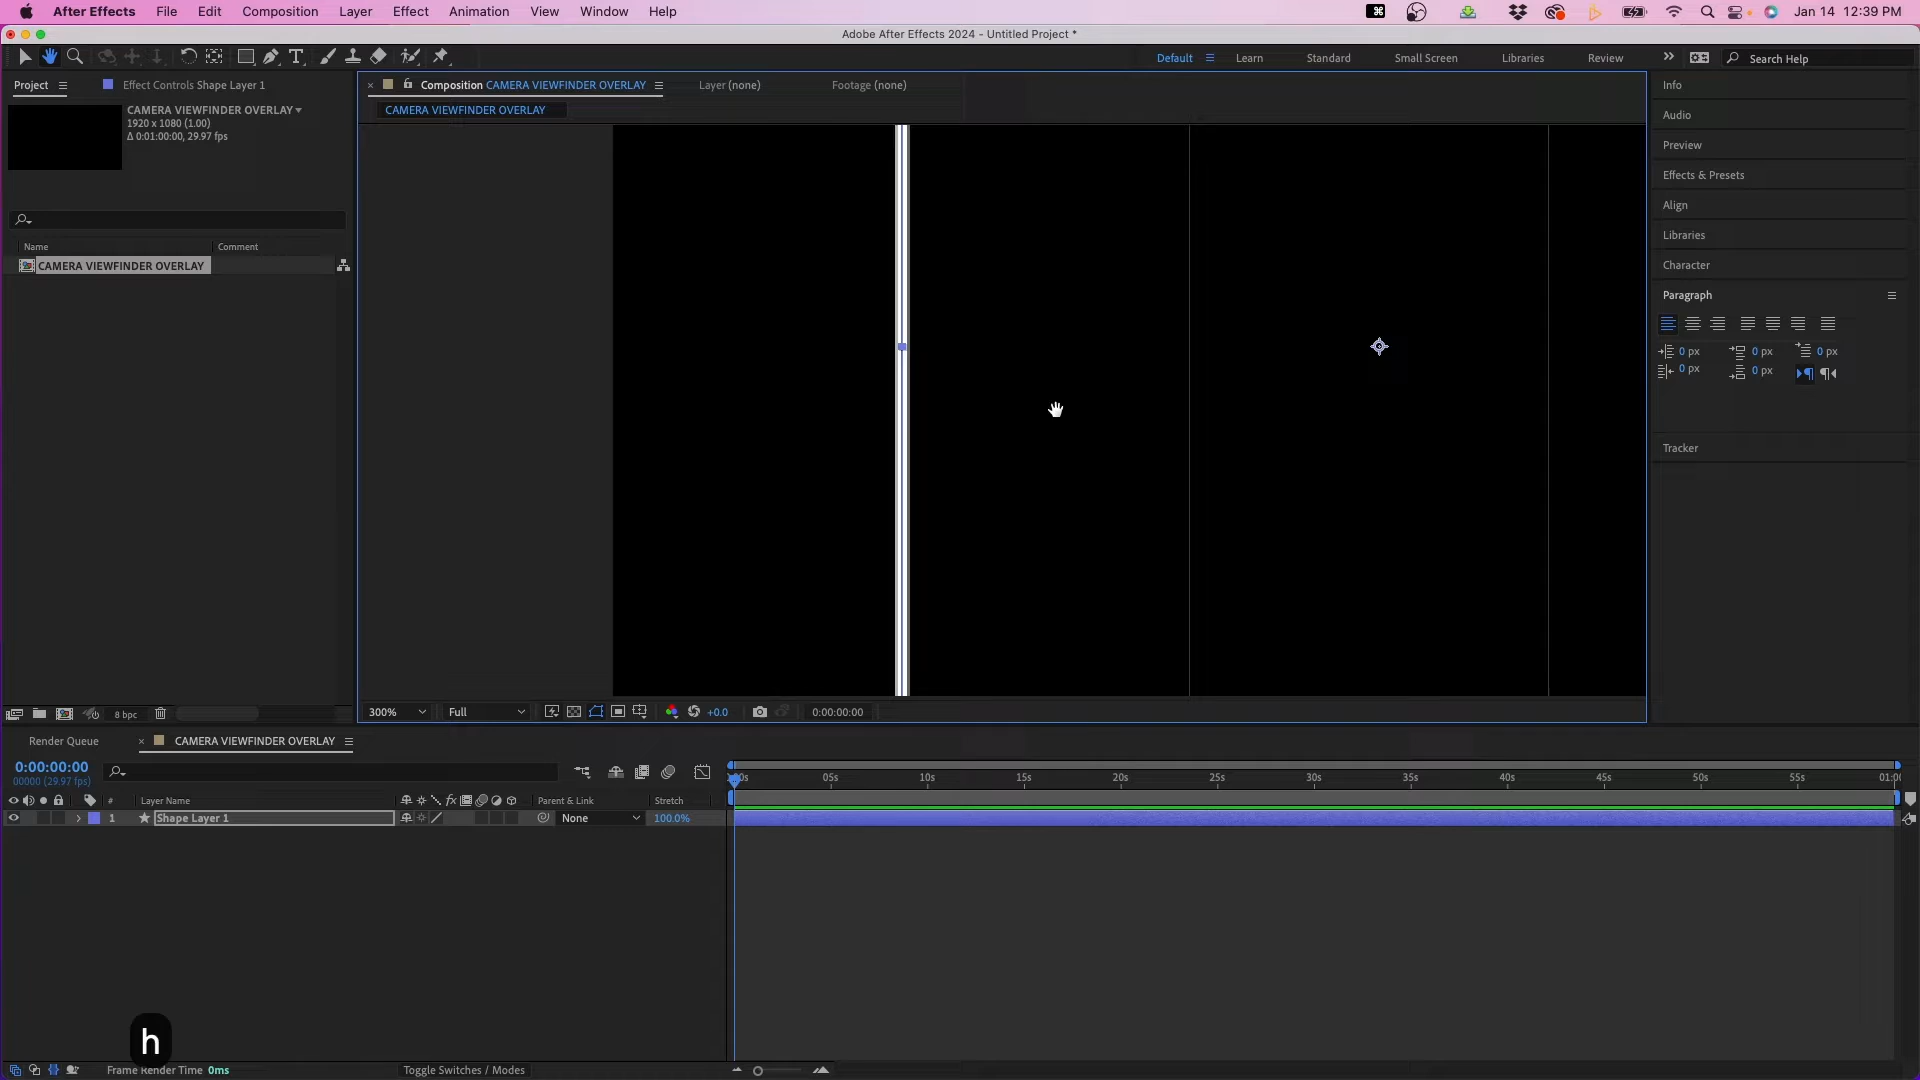 After Effects File Edit Composition Layer Effect Animation View Window Help Jan 14 12:39 PM
Adobe After Effects 2024 - Untitled Project *
Default Learn Standard Small Screen Libraries Review Search Help
Project Effect Controls Shape Layer 1
Composition CAMERA VIEWFINDER OVERLAY Layer (none) Footage (none)
CAMERA VIEWFINDER OVERLAY
CAMERA VIEWFINDER OVERLAY
1920 x 1080 (1.00)
Δ 0:01:00:00, 29.97 fps
Name Comment
CAMERA VIEWFINDER OVERLAY
Info
Audio
Preview
Effects & Presets
Align
Libraries
Character
Paragraph
0 px 0 px 0 px
0 px 0 px
Tracker
8 bpc
300% Full +0.0 0:00:00:00
Render Queue CAMERA VIEWFINDER OVERLAY
0:00:00:00
00000 (29.97 fps)
05s 10s 15s 20s 25s 30s 35s 40s 45s 50s 55s 01:0
# Layer Name Parent & Link Stretch
1 Shape Layer 1 None 100.0%
h
Frame Render Time 0ms Toggle Switches / Modes